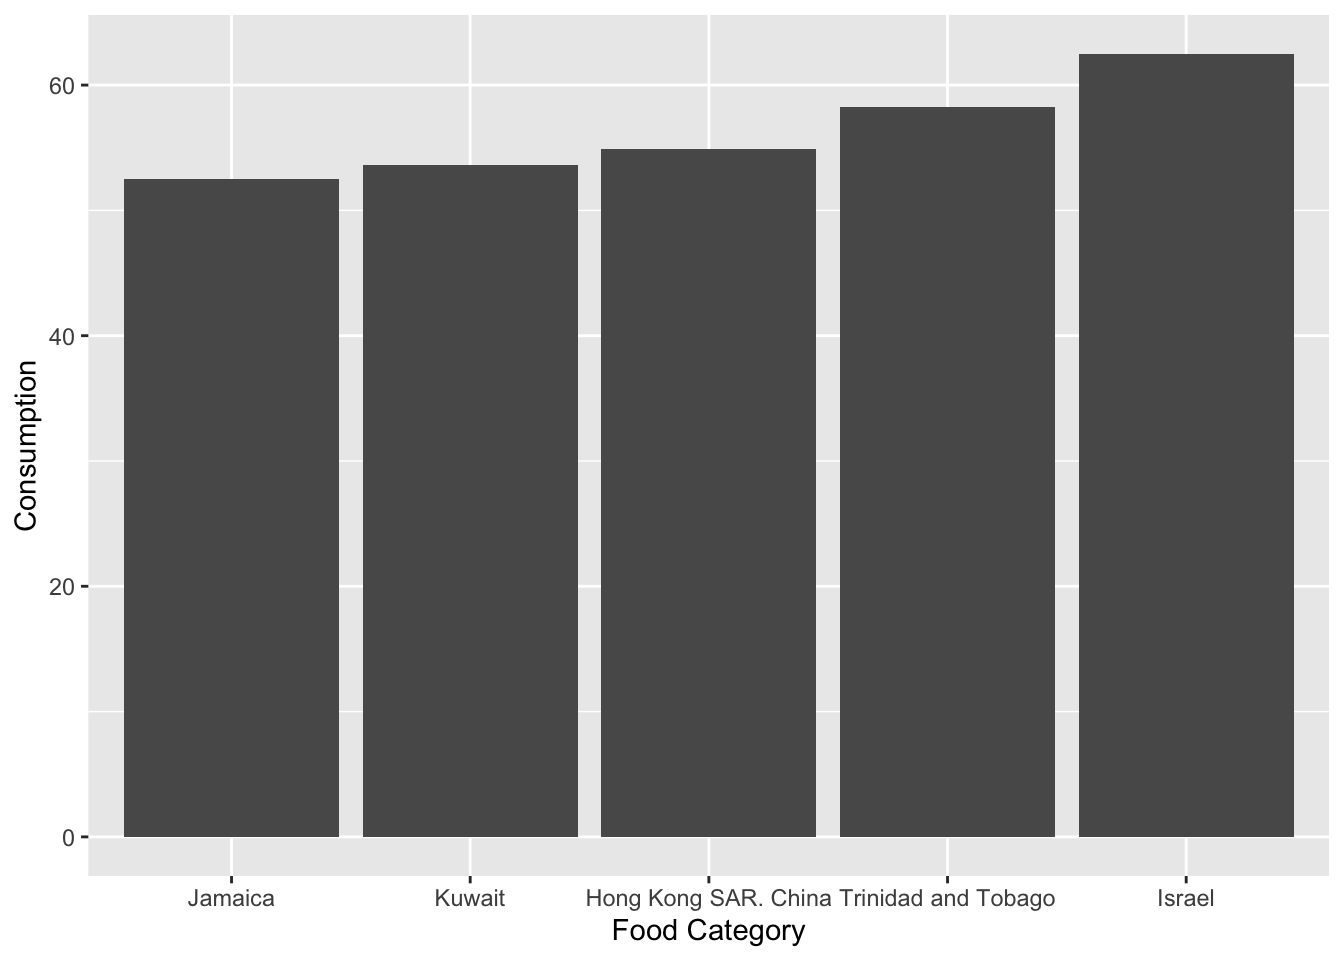 60
40
20
0
Consumption
Jamaica
Kuwait
Hong Kong SAR. China
Trinidad and Tobago
Israel
Food Category